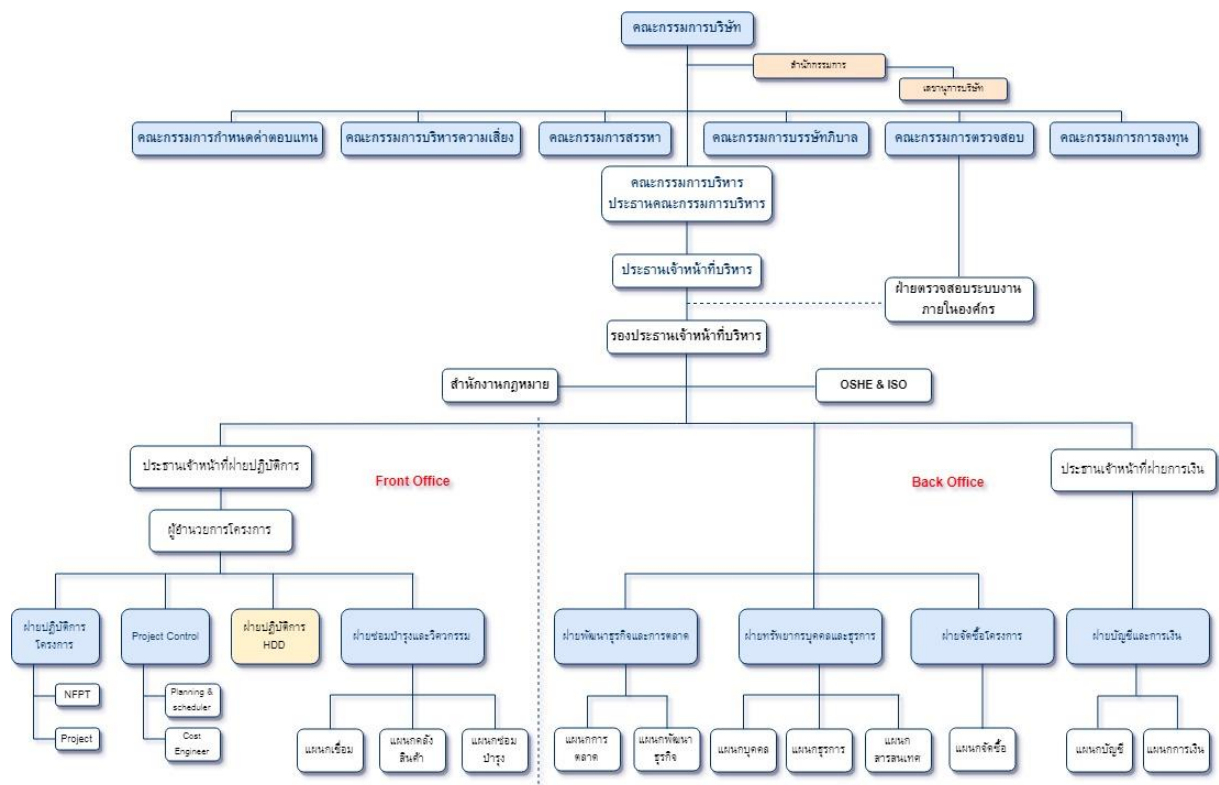 คณะกรรมการบริษัท
สำนักกรรมการ
เลขานุการบริษัท
คณะกรรมการกำหนดค่าตอบแทน
คณะกรรมการบริหารความเสี่ยง
คณะกรรมการสรรหา
คณะกรรมการบรรษัทภิบาล
คณะกรรมการตรวจสอบ
คณะกรรมการการลงทุน
คณะกรรมการบริหาร
ประธานคณะกรรมการบริหาร
ประธานเจ้าหน้าที่บริหาร
ฝ่ายตรวจสอบระบบงาน
ภายในองค์กร
รองประธานเจ้าหน้าที่บริหาร
สำนักงานกฎหมาย
OSHE & ISO
ประธานเจ้าหน้าที่ฝ่ายปฏิบัติการ
Front Office
Back Office
ประธานเจ้าหน้าที่ฝ่ายการเงิน
ผู้อำนวยการโครงการ
ฝ่ายปฏิบัติการ
โครงการ
Project Control
ฝ่ายปฏิบัติการ
HDD
ฝ่ายซ่อมบำรุงและวิศวกรรม
ฝ่ายพัฒนาธุรกิจและการตลาด
ฝ่ายทรัพยากรบุคคลและธุรการ
ฝ่ายจัดซื้อโครงการ
ฝ่ายบัญชีและการเงิน
NFPT
Planning &
scheduler
Project
Cost
Engineer
แผนกเชื่อม
แผนกคลัง
สินค้า
แผนกซ่อม
บำรุง
แผนกการ
ตลาด
แผนกพัฒนา
ธุรกิจ
แผนกบุคคล
แผนกธุรการ
แผนก
สารสนเทศ
แผนกจัดซื้อ
แผนกบัญชี
แผนกการเงิน